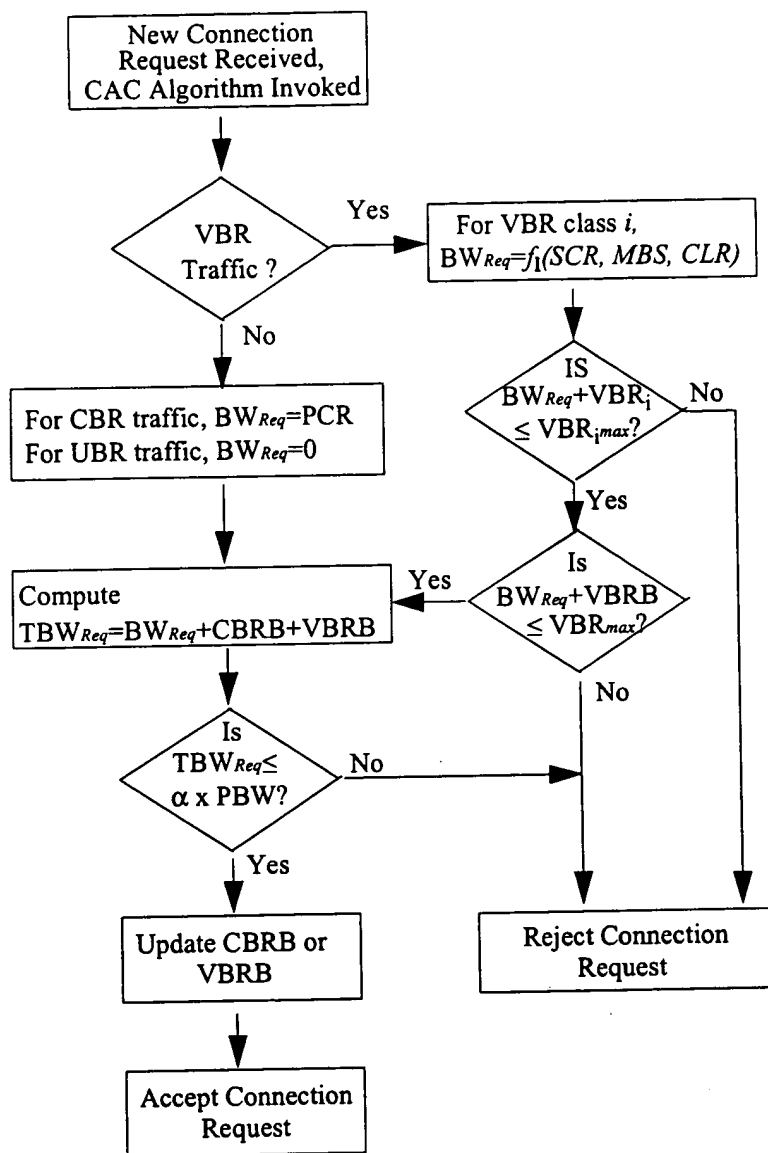 New Connection
Request Received,
CAC Algorithm Invoked
VBR
Traffic ?
Yes
No
For VBR class i,
BWReq=f1(SCR, MBS, CLR)
IS
BWReq+VBRi
≤ VBRimax?
No
Yes
For CBR traffic, BWReq=PCR
For UBR traffic, BWReq=0
Is
BWReq+VBRB
≤ VBRmax?
Yes
No
Compute
TBWReq=BWReq+CBRB+VBRB
Is
TBWReq≤
α x PBW?
No
Yes
Update CBRB or
VBRB
Reject Connection
Request
Accept Connection
Request